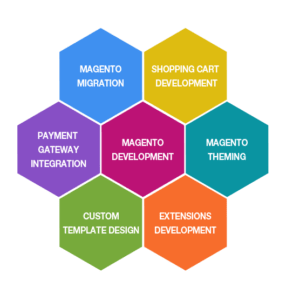 MAGENTO
MIGRATION
SHOPPING CART
DEVELOPMENT
PAYMENT
GATEWAY
INTEGRATION
MAGENTO
DEVELOPMENT
MAGENTO
THEMING
CUSTOM
TEMPLATE DESIGN
EXTENSIONS
DEVELOPMENT